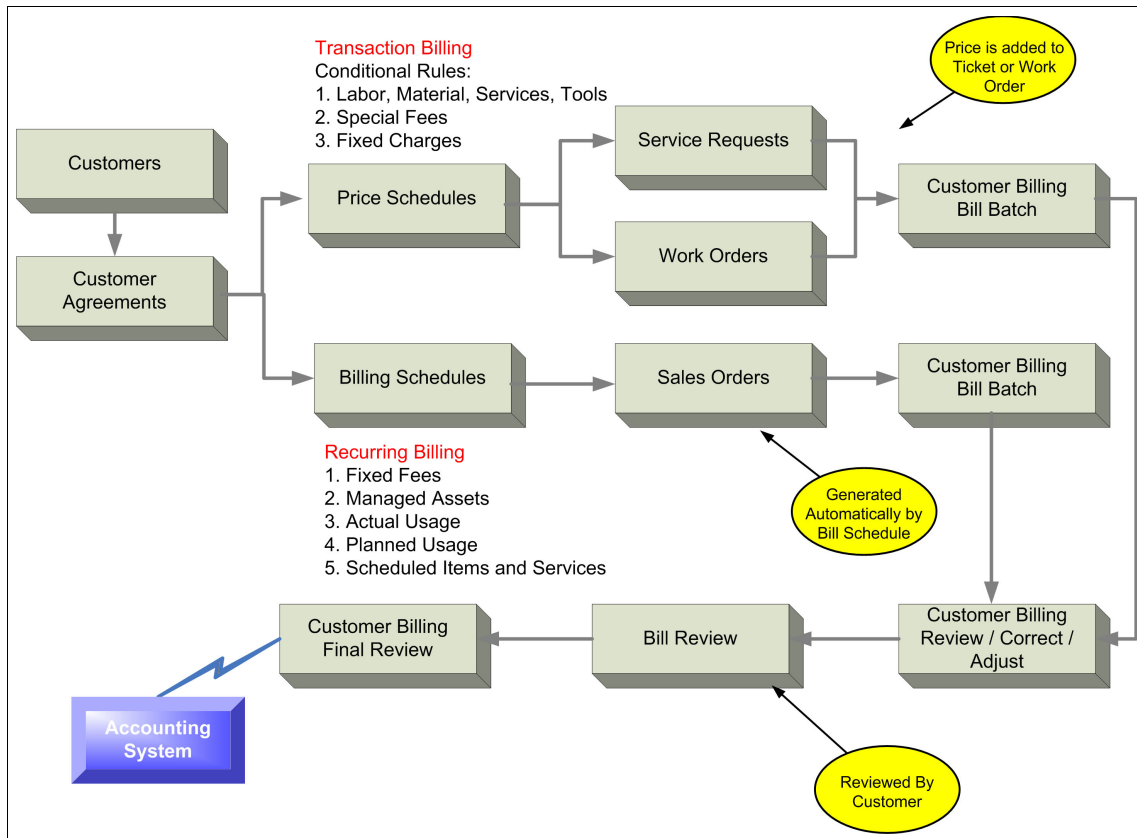 Transaction Billing
Conditional Rules:
1. Labor, Material, Services, Tools
2. Special Fees
3. Fixed Charges
Price is added to
Ticket or Work
Order
Customers
Customer
Agreements
Price Schedules
Service Requests
Work Orders
Customer Billing
Bill Batch
Billing Schedules
Sales Orders
Customer Billing
Bill Batch
Recurring Billing
1. Fixed Fees
2. Managed Assets
3. Actual Usage
4. Planned Usage
5. Scheduled Items and Services
Generated
Automatically by
Bill Schedule
Customer Billing
Review / Correct /
Adjust
Bill Review
Customer Billing
Final Review
Accounting
System
Reviewed By
Customer